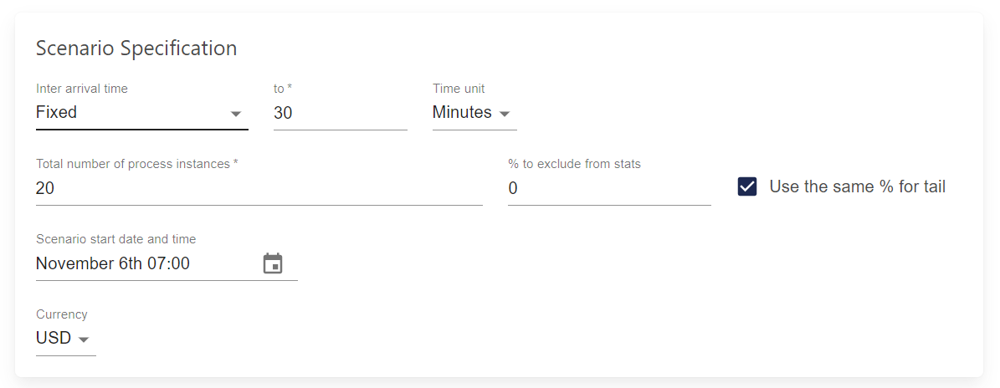 Scenario Specification
Inter arrival time
to *
Time unit
Fixed
30
Minutes
Total number of process instances *
% to exclude from stats
20
0
Use the same % for tail
Scenario start date and time
November 6th 07:00
Currency
USD